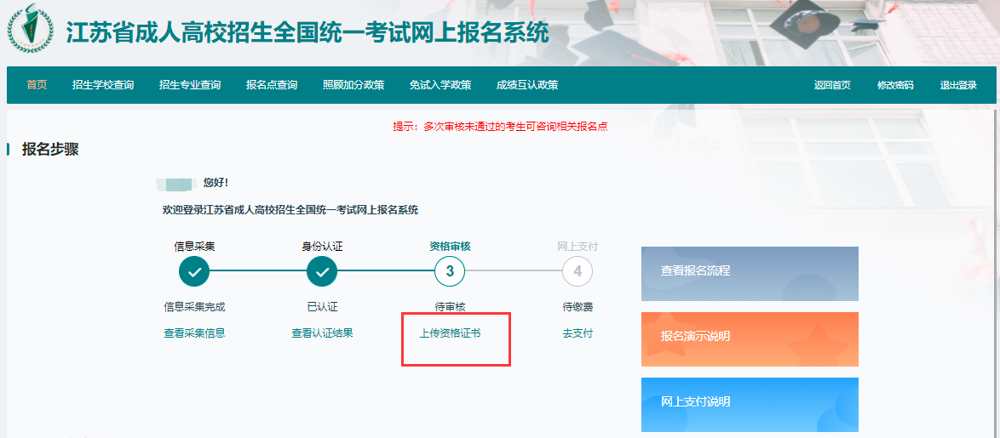 江苏省成人高校招生全国统一考试网上报名系统
首页 招生学校查询 招生专业查询 报名点查询 照顾加分政策 免试入学政策 成绩互认政策 返回首页 修改密码 退出登录
提示：多次审核未通过的考生可咨询相关报名点
报名步骤
您好！
欢迎登录江苏省成人高校招生全国统一考试网上报名系统
信息采集 身份认证 资格审核 网上支付
3 4
信息采集完成 已认证 待审核 待缴费
查看采集信息 查看认证结果 上传资格证书 去支付
查看报名流程
报名演示说明
网上支付说明